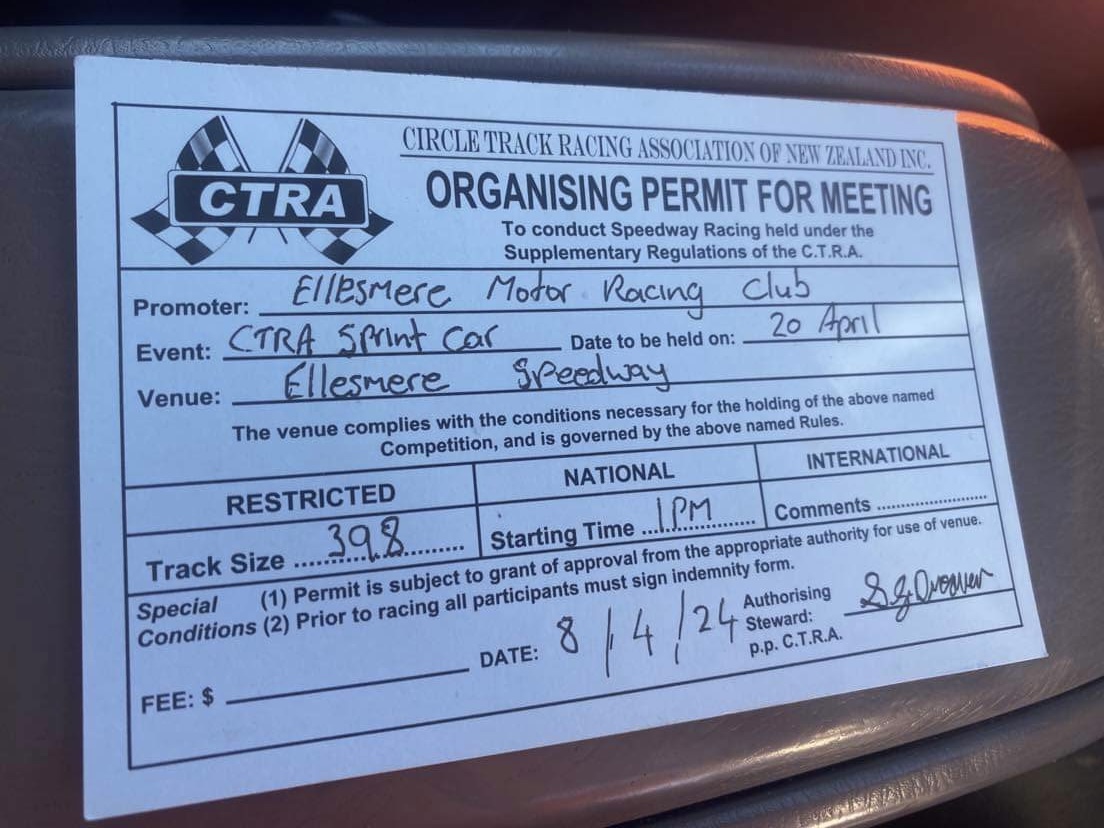 CTRA
CIRCLE TRACK RACING ASSOCIATION OF NEW ZEALAND INC.
ORGANISING PERMIT FOR MEETING
To conduct Speedway Racing held under the
Supplementary Regulations of the C.T.R.A.
Promoter: Ellesmere Motor Racing Club
Event: CTRA Sprint Car Date to be held on: 20 April
Venue: Ellesmere Speedway
The venue complies with the conditions necessary for the holding of the above named
Competition, and is governed by the above named Rules.
RESTRICTED
NATIONAL
INTERNATIONAL
Track Size 398
Starting Time 1PM
Comments
Special Conditions
(1) Permit is subject to grant of approval from the appropriate authority for use of venue.
(2) Prior to racing all participants must sign indemnity form.
FEE: $
DATE: 8/4/24
Authorising
Steward:
p.p. C.T.R.A.